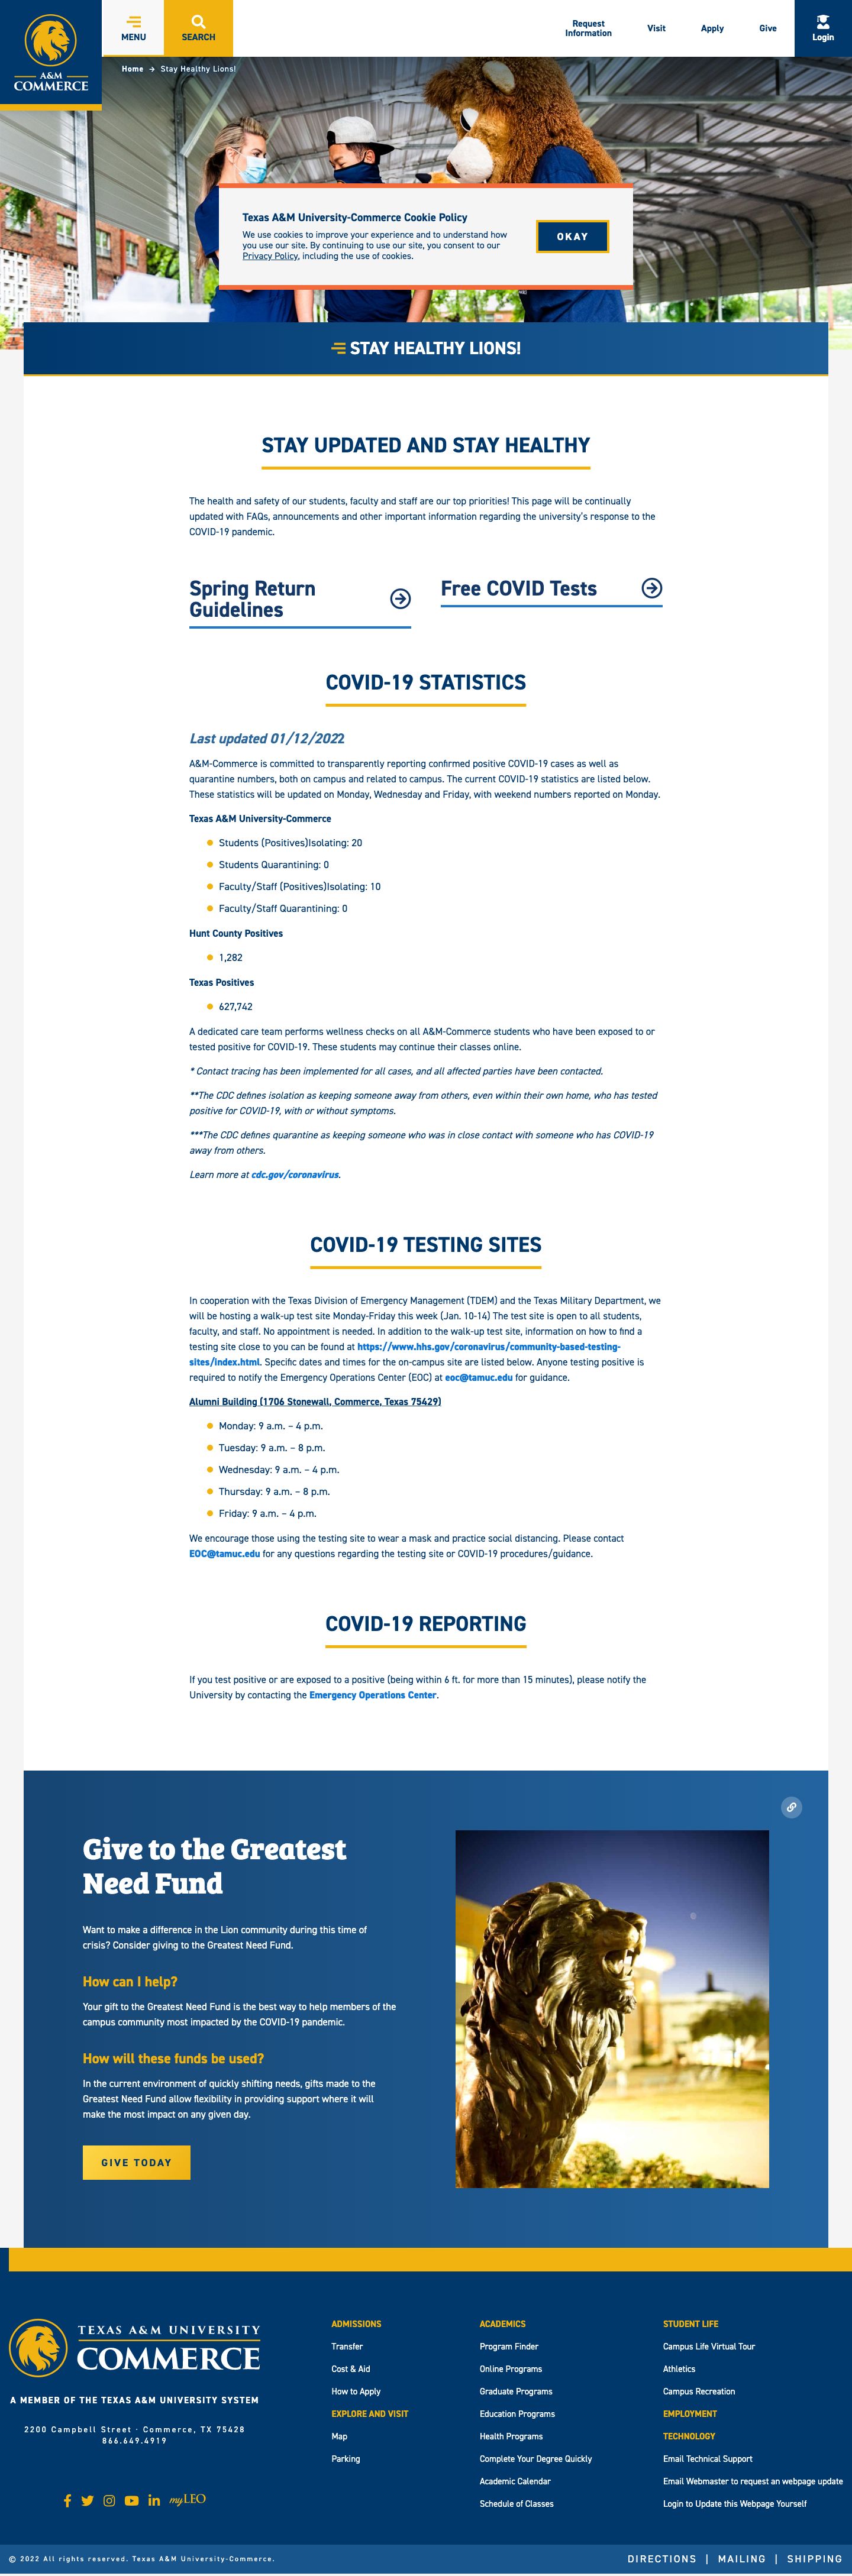 MENU
SEARCH
Request
Information
Visit
Apply
Give
Login
A&M
COMMERCE
Home → Stay Healthy Lions!
Texas A&M University-Commerce Cookie Policy
We use cookies to improve your experience and to understand how
you use our site. By continuing to use our site, you consent to our
Privacy Policy, including the use of cookies.
OKAY
STAY HEALTHY LIONS!
STAY UPDATED AND STAY HEALTHY
The health and safety of our students, faculty and staff are our top priorities! This page will be continually
updated with FAQs, announcements and other important information regarding the university's response to the
COVID-19 pandemic.
Spring Return
Guidelines
Free COVID Tests
COVID-19 STATISTICS
Last updated 01/12/2022
A&M-Commerce is committed to transparently reporting confirmed positive COVID-19 cases as well as
quarantine numbers, both on campus and related to campus. The current COVID-19 statistics are listed below.
These statistics will be updated on Monday, Wednesday and Friday, with weekend numbers reported on Monday.
Texas A&M University-Commerce
Students (Positives)Isolating: 20
Students Quarantining: 0
Faculty/Staff (Positives)Isolating: 10
Faculty/Staff Quarantining: 0
Hunt County Positives
1,282
Texas Positives
627,742
A dedicated care team performs wellness checks on all A&M-Commerce students who have been exposed to or
tested positive for COVID-19. These students may continue their classes online.
* Contact tracing has been implemented for all cases, and all affected parties have been contacted.
**The CDC defines isolation as keeping someone away from others, even within their own home, who has tested
positive for COVID-19, with or without symptoms.
***The CDC defines quarantine as keeping someone who was in close contact with someone who has COVID-19
away from others.
Learn more at cdc.gov/coronavirus.
COVID-19 TESTING SITES
In cooperation with the Texas Division of Emergency Management (TDEM) and the Texas Military Department, we
will be hosting a walk-up test site Monday-Friday this week (Jan. 10-14) The test site is open to all students,
faculty, and staff. No appointment is needed. In addition to the walk-up test site, information on how to find a
testing site close to you can be found at https://www.hhs.gov/coronavirus/community-based-testing-
sites/index.html. Specific dates and times for the on-campus site are listed below. Anyone testing positive is
required to notify the Emergency Operations Center (EOC) at eoc@tamuc.edu for guidance.
Alumni Building (1706 Stonewall, Commerce, Texas 75429)
Monday: 9 a.m. – 4 p.m.
Tuesday: 9 a.m. – 8 p.m.
Wednesday: 9 a.m. – 4 p.m.
Thursday: 9 a.m. – 8 p.m.
Friday: 9 a.m. – 4 p.m.
We encourage those using the testing site to wear a mask and practice social distancing. Please contact
EOC@tamuc.edu for any questions regarding the testing site or COVID-19 procedures/guidance.
COVID-19 REPORTING
If you test positive or are exposed to a positive (being within 6 ft. for more than 15 minutes), please notify the
University by contacting the Emergency Operations Center.
Give to the Greatest
Need Fund
Want to make a difference in the Lion community during this time of
crisis? Consider giving to the Greatest Need Fund.
How can I help?
Your gift to the Greatest Need Fund is the best way to help members of the
campus community most impacted by the COVID-19 pandemic.
How will these funds be used?
In the current environment of quickly shifting needs, gifts made to the
Greatest Need Fund allow flexibility in providing support where it will
make the most impact on any given day.
GIVE TODAY
TEXAS A&M UNIVERSITY
COMMERCE
A MEMBER OF THE TEXAS A&M UNIVERSITY SYSTEM
2200 Campbell Street · Commerce, TX 75428
866.649.4919
myLEO
ADMISSIONS
Transfer
Cost & Aid
How to Apply
EXPLORE AND VISIT
Map
Parking
ACADEMICS
Program Finder
Online Programs
Graduate Programs
Education Programs
Health Programs
Complete Your Degree Quickly
Academic Calendar
Schedule of Classes
STUDENT LIFE
Campus Life Virtual Tour
Athletics
Campus Recreation
EMPLOYMENT
TECHNOLOGY
Email Technical Support
Email Webmaster to request an webpage update
Login to Update this Webpage Yourself
© 2022 All rights reserved. Texas A&M University-Commerce.
DIRECTIONS | MAILING | SHIPPING